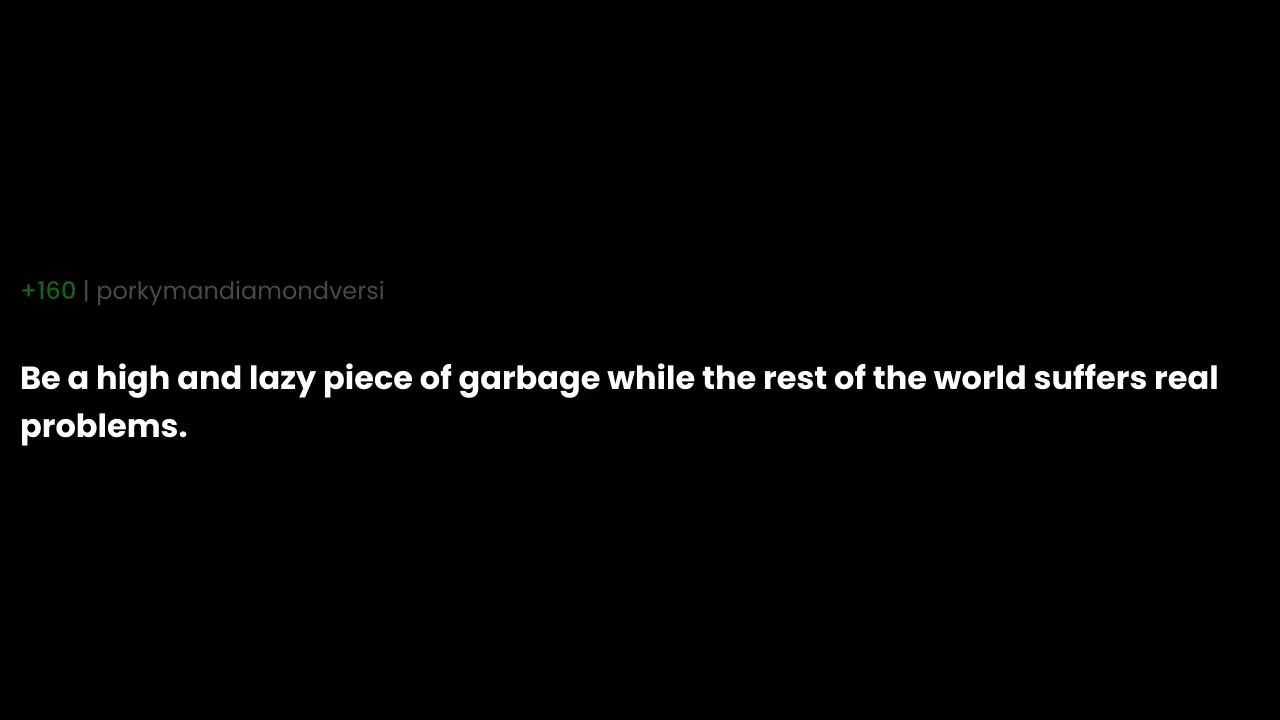 +160 | porkymandiamondversi
Be a high and lazy piece of garbage while the rest of the world suffers real
problems.